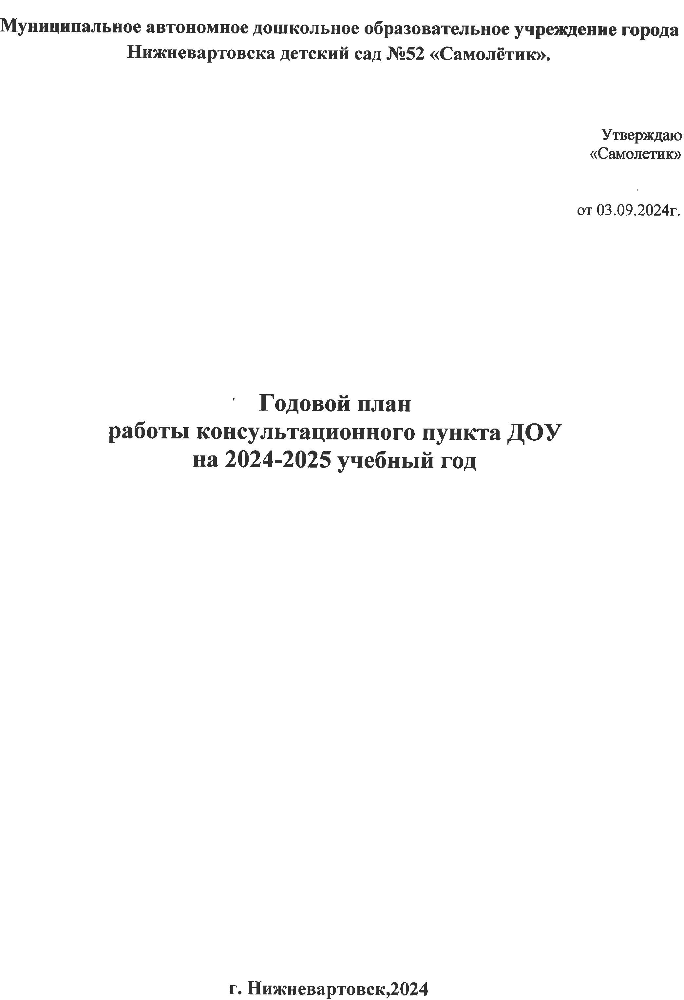 Муниципальное автономное дошкольное образовательное учреждение города
Нижневартовска детский сад №52 «Самолётик».
Утверждаю
«Самолетик»
от 03.09.2024г.
Годовой план
работы консультационного пункта ДОУ
на 2024-2025 учебный год
г. Нижневартовск,2024